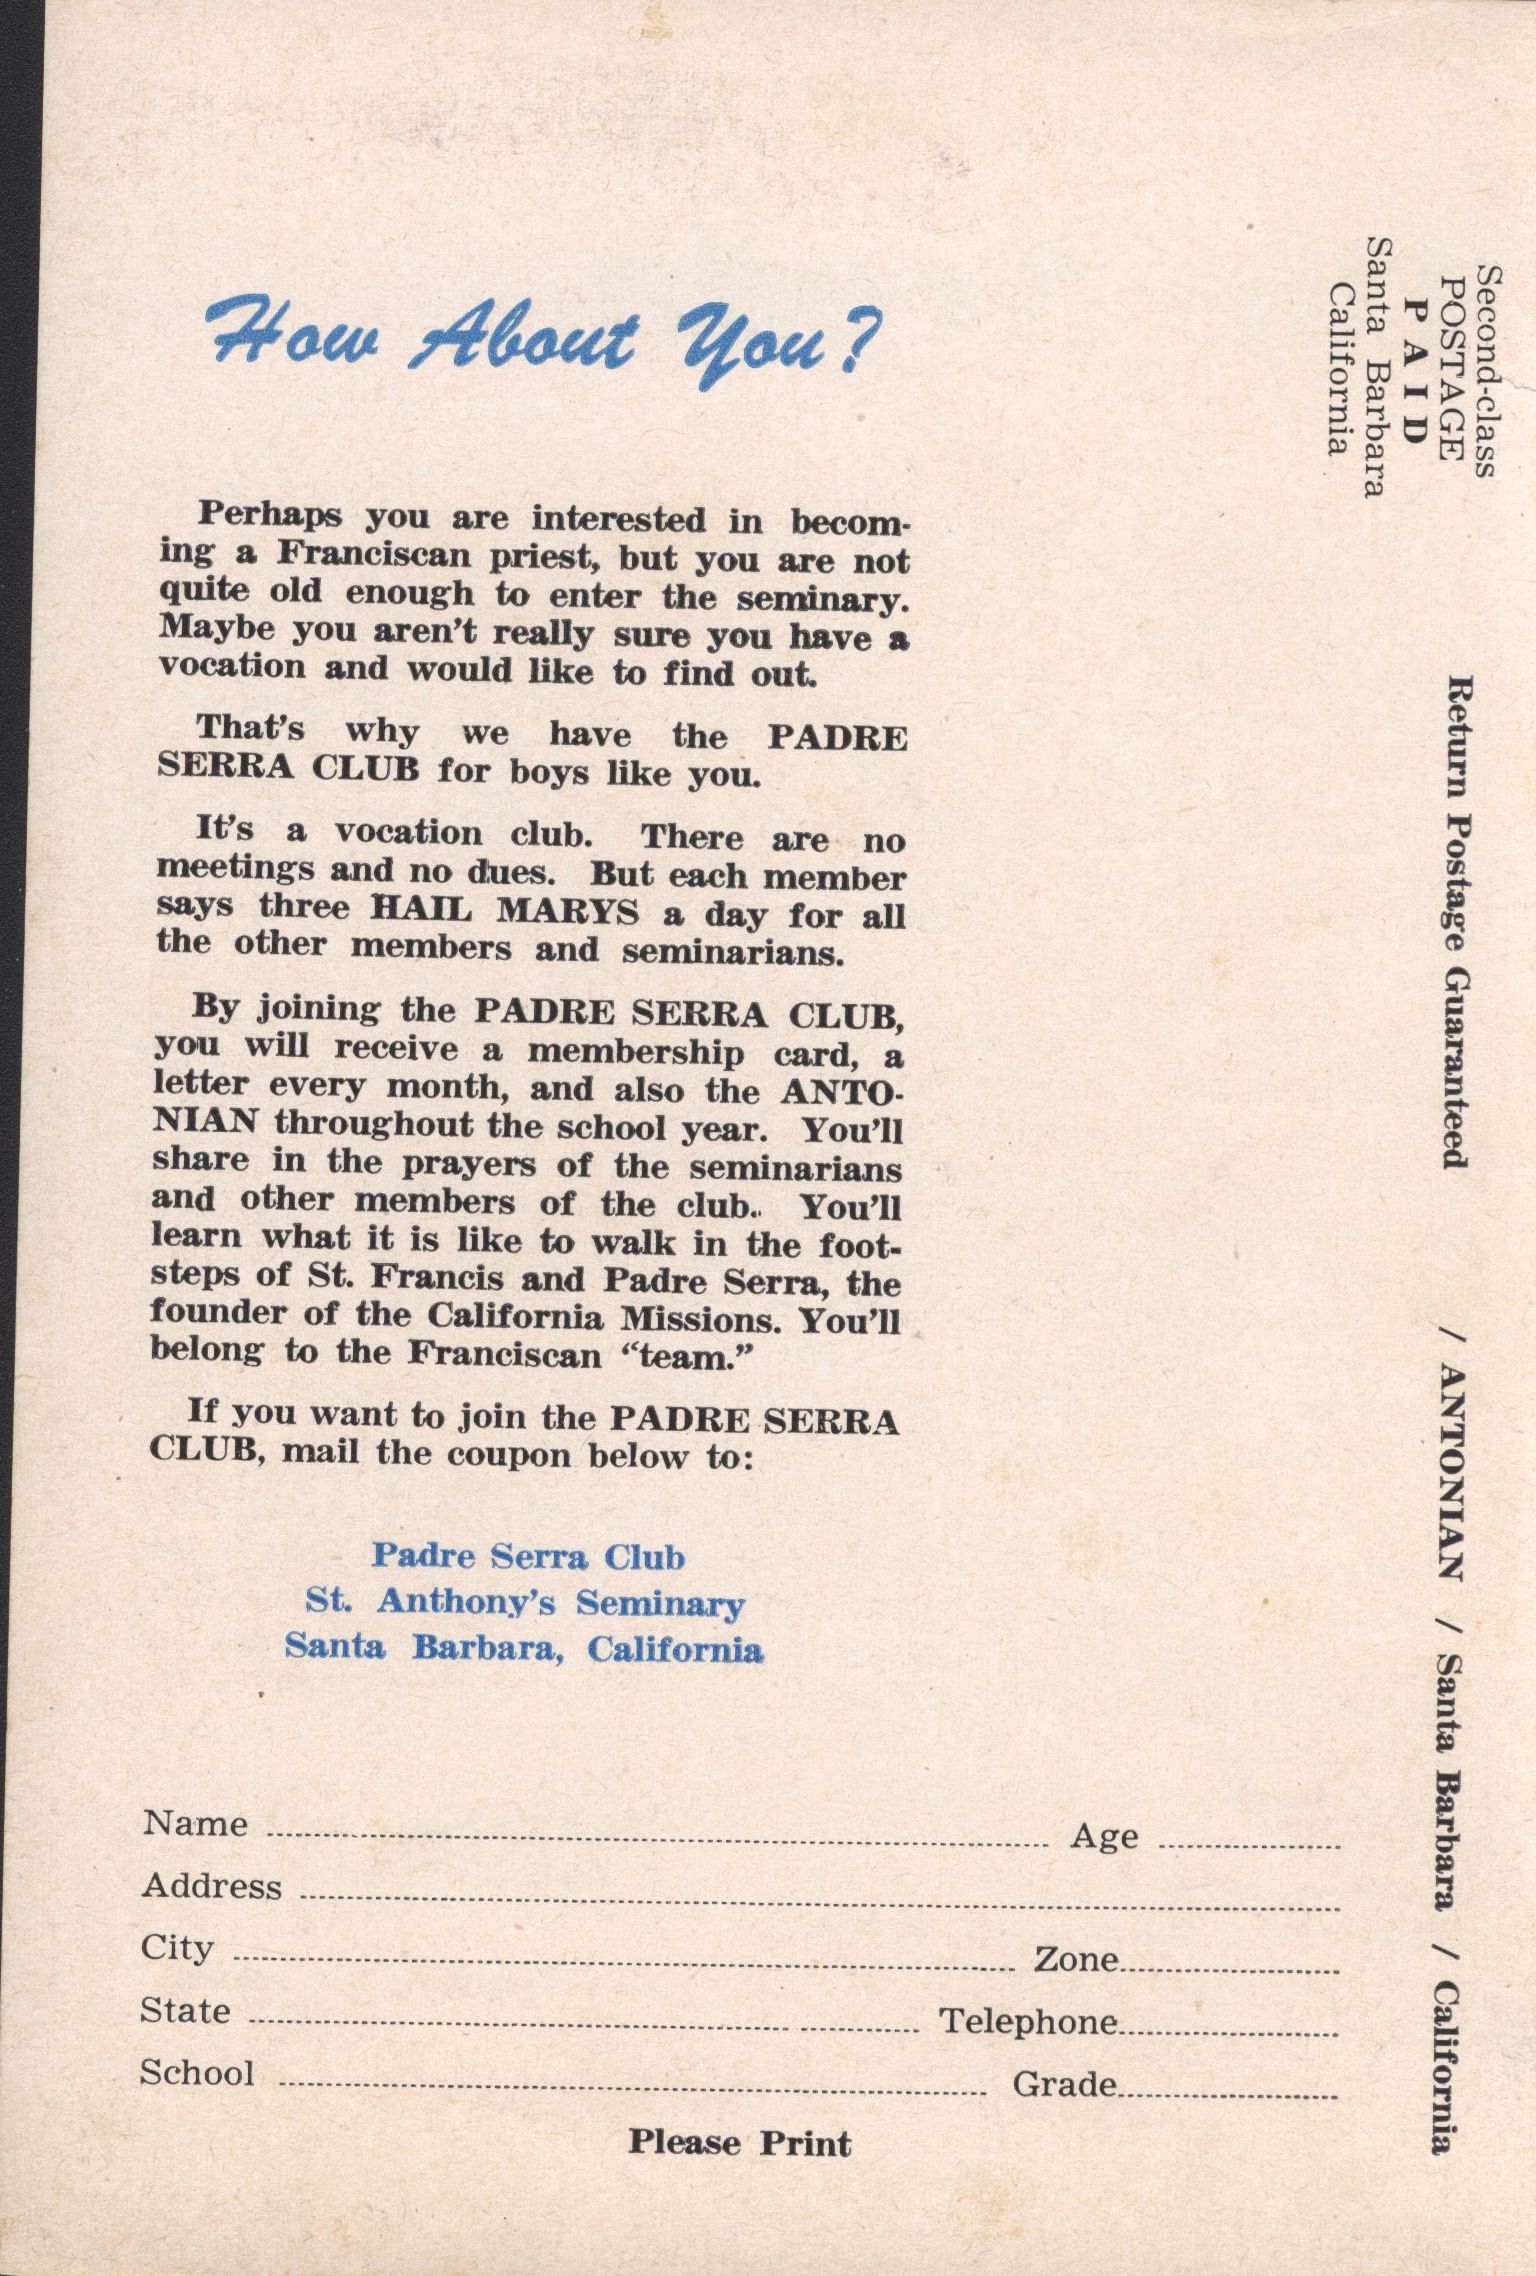 How About You?
Perhaps you are interested in becom-
ing a Franciscan priest, but you are not
quite old enough to enter the seminary.
Maybe you aren't really sure you have a
vocation and would like to find out.
That's why we have the PADRE
SERRA CLUB for boys like you.
It's a vocation club. There are no
meetings and no dues. But each member
says three HAIL MARYS a day for all
the other members and seminarians.
By joining the PADRE SERRA CLUB,
you will receive a membership card, a
letter every month, and also the ANTO-
NIAN throughout the school year. You'll
share in the prayers of the seminarians
and other members of the club. You'll
learn what it is like to walk in the foot-
steps of St. Francis and Padre Serra, the
founder of the California Missions. You'll
belong to the Franciscan “team.”
If you want to join the PADRE SERRA
CLUB, mail the coupon below to:
Padre Serra Club
St. Anthony's Seminary
Santa Barbara, California
Name ........ Age ........
Address ........
City ........ Zone ........
State ........ Telephone ........
School ........ Grade ........
Please Print
Second-class
POSTAGE
PAID
Santa Barbara
California
Return Postage Guaranteed / ANTONIAN / Santa Barbara / California